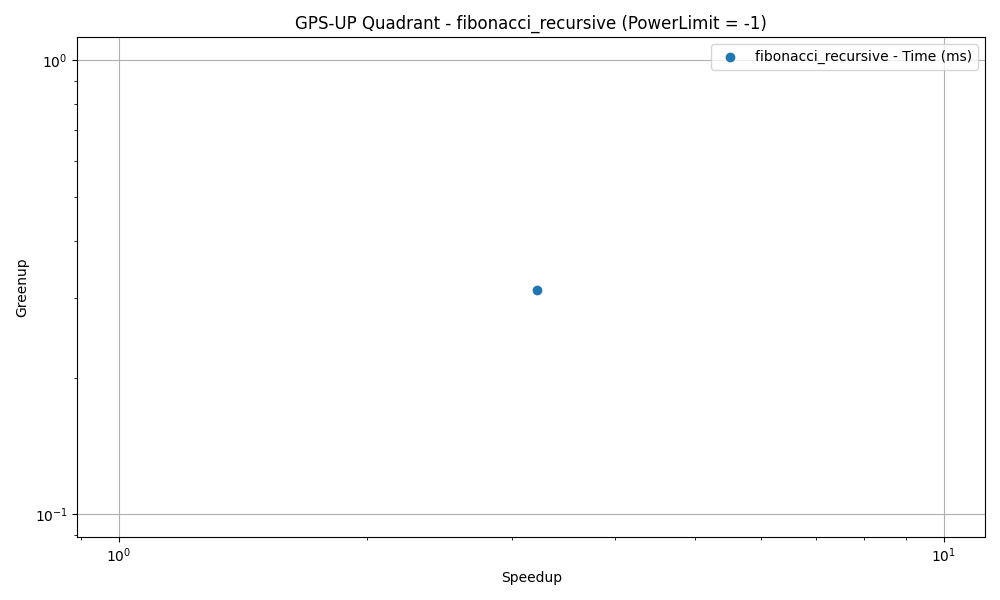 GPS-UP Quadrant - fibonacci_recursive (PowerLimit = -1)
fibonacci_recursive - Time (ms)
10⁰
Greenup
10⁻¹
10⁰ 10¹
Speedup